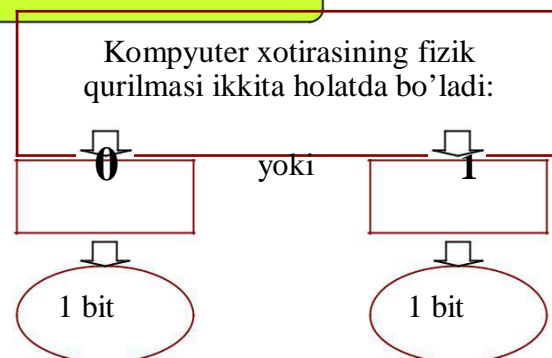 Kompyuter xotirasining fizik
qurilmasi ikkita holatda bo’ladi:
0 yoki 1
1 bit 1 bit